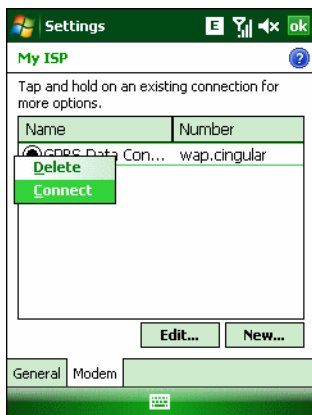 Settings E ok
My ISP ?
Tap and hold on an existing connection for
more options.
Name Number
GPRS Data Con... wap.cingular
Delete
Connect
Edit... New...
General Modem